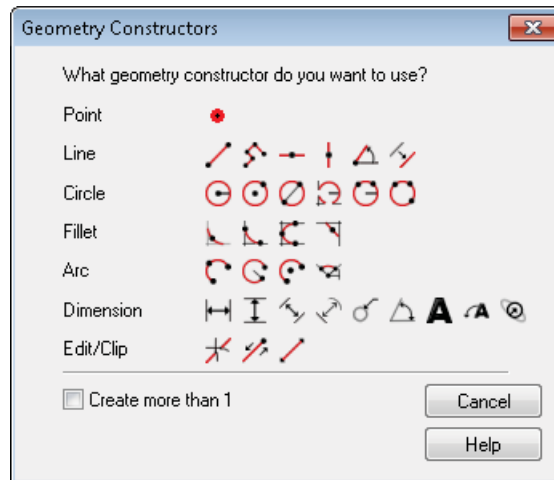 Geometry Constructors
What geometry constructor do you want to use?
Point
Line
Circle
Fillet
Arc
Dimension A A
Edit/Clip
Create more than 1
Cancel
Help